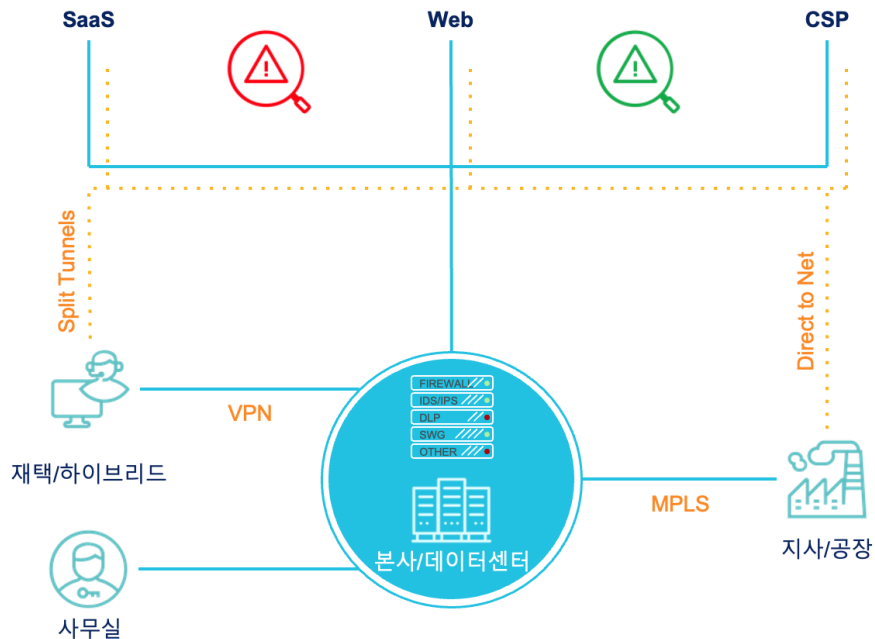 SaaS
Web
CSP
Split Tunnels
Direct to Net
FIREWALL
IDS/IPS
DLP
SWG
OTHER
VPN
재택/하이브리드
MPLS
본사/데이터센터
지사/공장
사무실